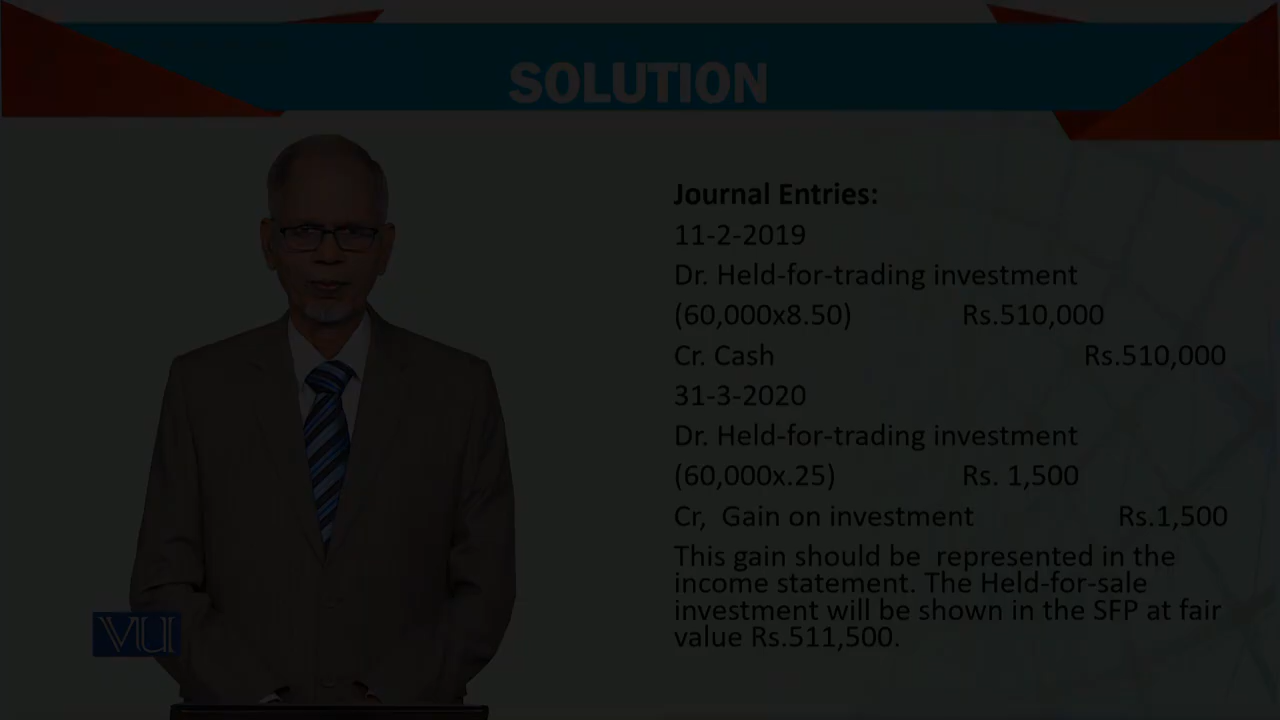 SOLUTION
Journal Entries:
11-2-2019
Dr. Held-for-trading investment
(60,000x8.50) Rs.510,000
Cr. Cash Rs.510,000
31-3-2020
Dr. Held-for-trading investment
(60,000x.25) Rs. 1,500
Cr, Gain on investment Rs.1,500
This gain should be represented in the
income statement. The Held-for-sale
investment will be shown in the SFP at fair
value Rs.511,500.
VU